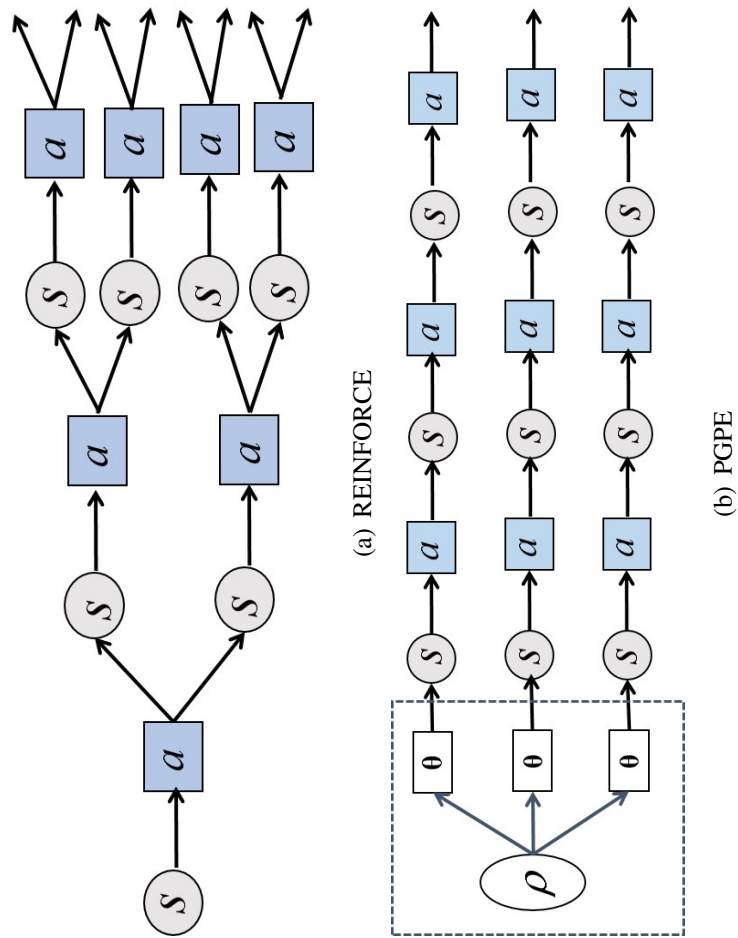 s
a
s s
a a
s s s s
a a a a
(a) REINFORCE
ρ
θ s a s a s a
θ s a s a s a
θ s a s a s a
(b) PGPE